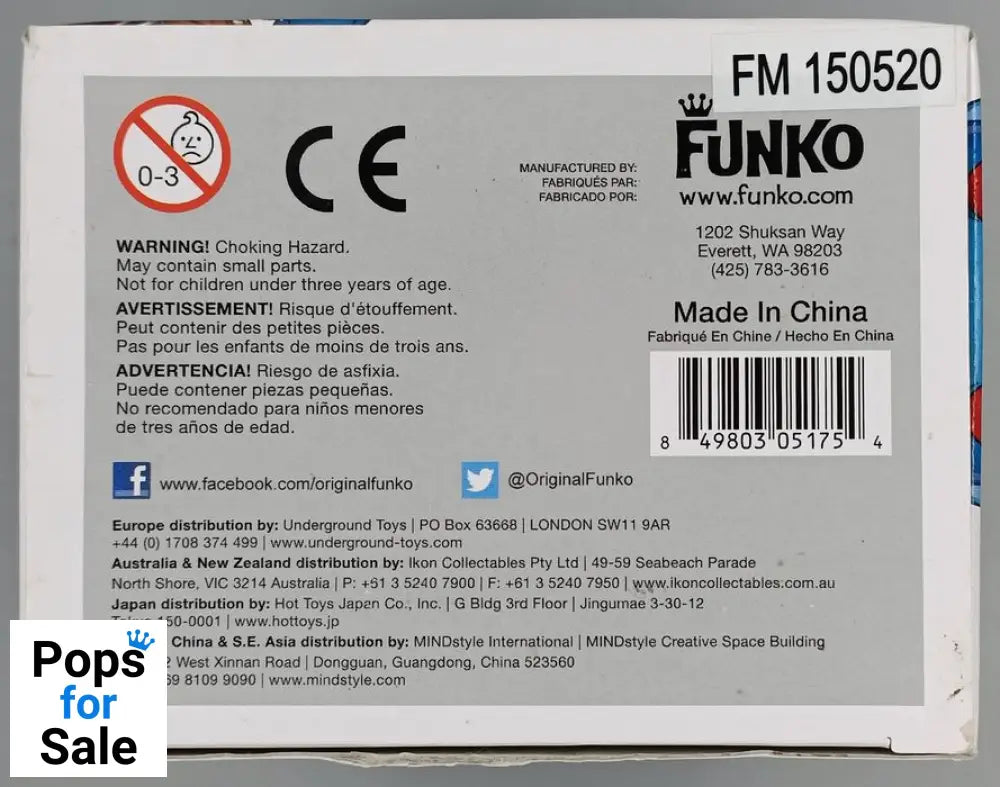 FM 150520
0-3
CE
MANUFACTURED BY:
FABRIQUÉS PAR:
FABRICADO POR:
FUNKO
www.funko.com
1202 Shuksan Way
Everett, WA 98203
(425) 783-3616
Made In China
Fabriqué En Chine / Hecho En China
8 49803 05175 4
WARNING! Choking Hazard.
May contain small parts.
Not for children under three years of age.
AVERTISSEMENT! Risque d'étouffement.
Peut contenir des petites pièces.
Pas pour les enfants de moins de trois ans.
ADVERTENCIA! Riesgo de asfixia.
Puede contener piezas pequeñas.
No recomendado para niños menores
de tres años de edad.
f www.facebook.com/originalfunko
@OriginalFunko
Europe distribution by: Underground Toys | PO Box 63668 | LONDON SW11 9AR
+44 (0) 1708 374 499 | www.underground-toys.com
Australia & New Zealand distribution by: Ikon Collectables Pty Ltd | 49-59 Seabeach Parade
North Shore, VIC 3214 Australia | P: +61 3 5240 7900 | F: +61 3 5240 7950 | www.ikoncollectables.com.au
Japan distribution by: Hot Toys Japan Co., Inc. | G Bldg 3rd Floor | Jingumae 3-30-12
50-0001 | www.hottoys.jp
China & S.E. Asia distribution by: MINDstyle International | MINDstyle Creative Space Building
West Xinnan Road | Dongguan, Guangdong, China 523560
69 8109 9090 | www.mindstyle.com
Pops
for
Sale